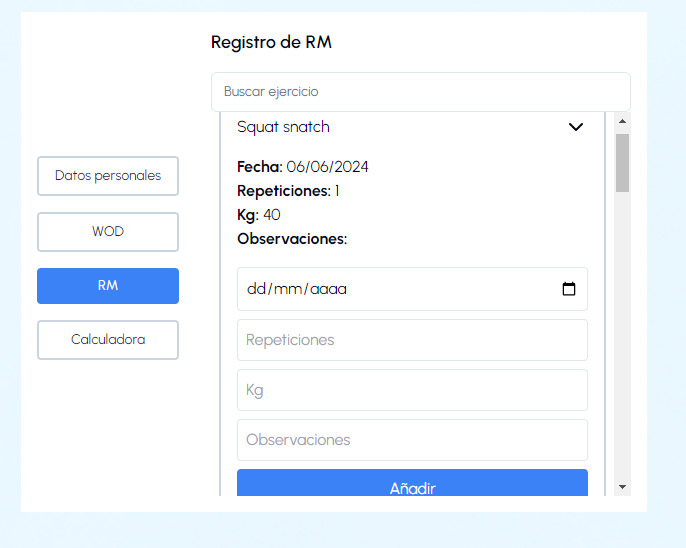 Registro de RM
Buscar ejercicio
Datos personales
WOD
RM
Calculadora
Squat snatch
Fecha: 06/06/2024
Repeticiones: 1
Kg: 40
Observaciones:
dd/mm/aaaa
Repeticiones
Kg
Observaciones
Añadir